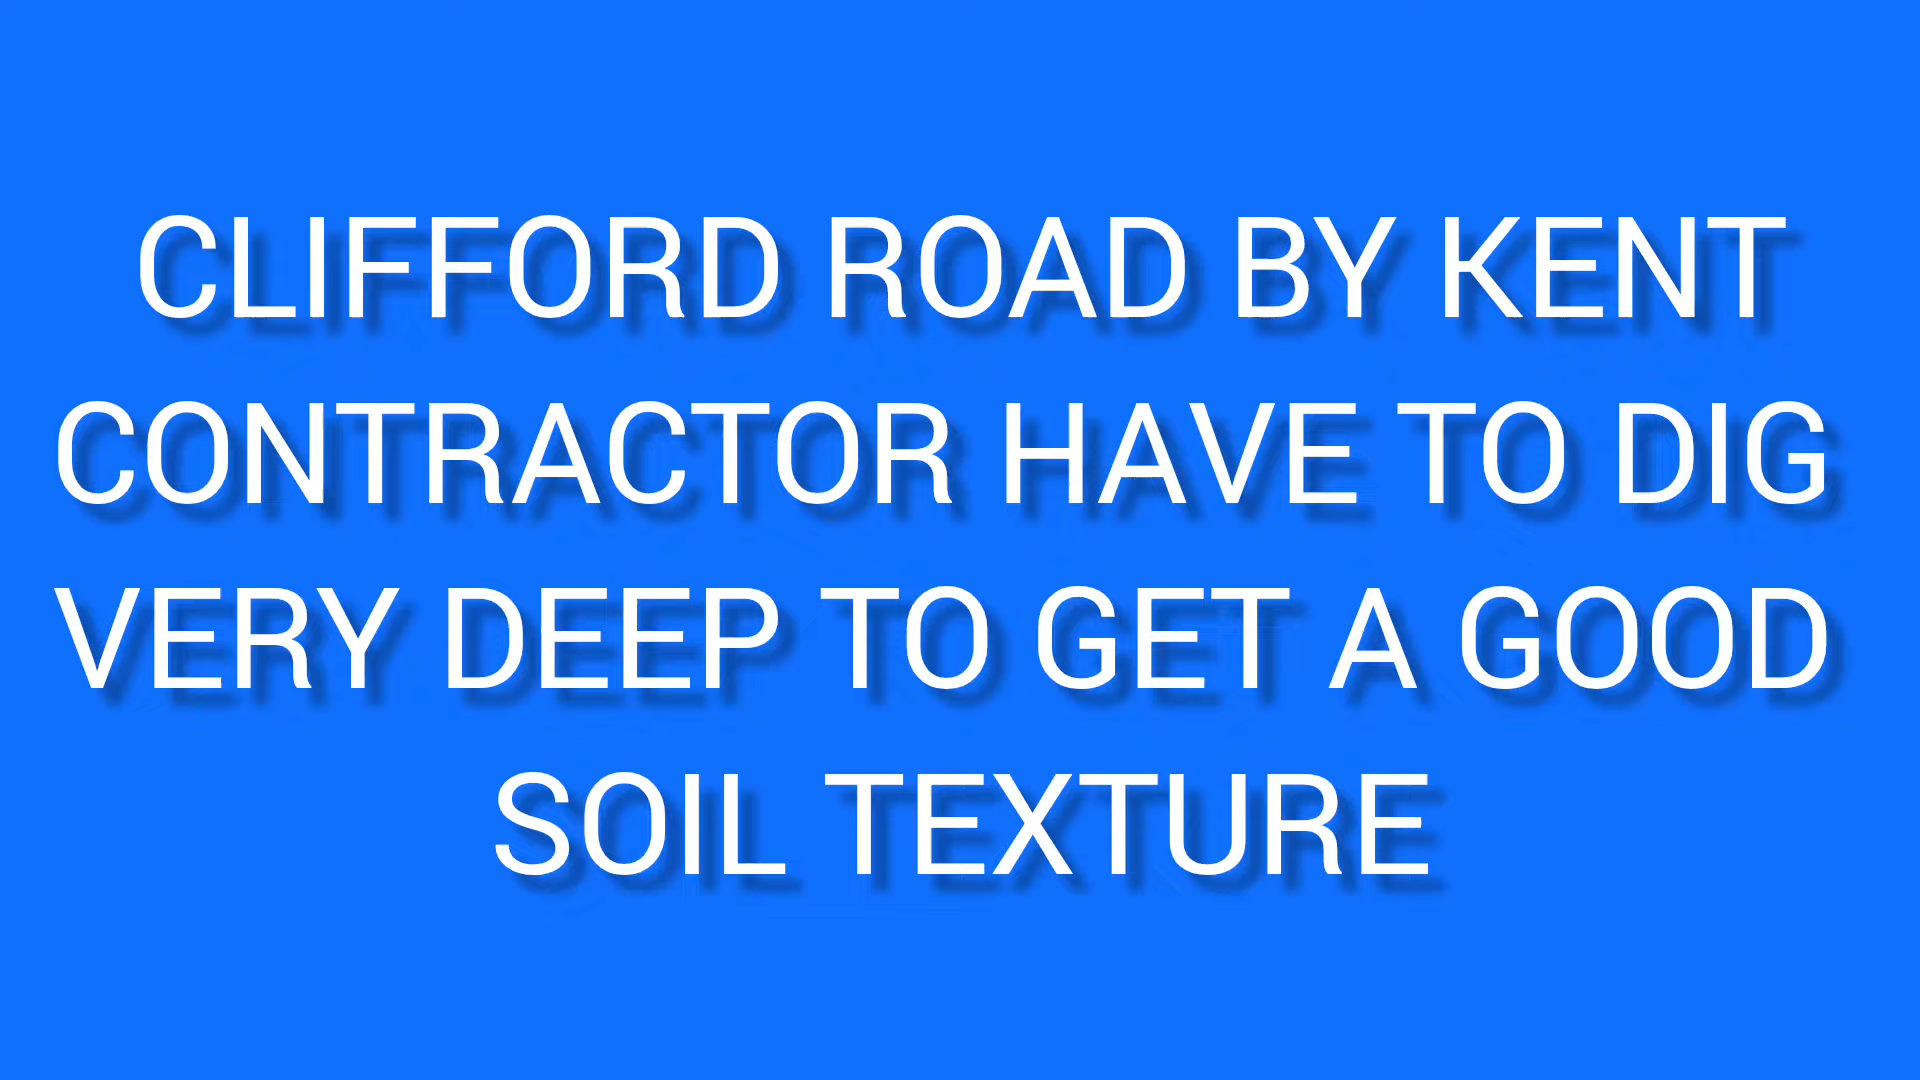 CLIFFORD ROAD BY KENT
CONTRACTOR HAVE TO DIG
VERY DEEP TO GET A GOOD
SOIL TEXTURE